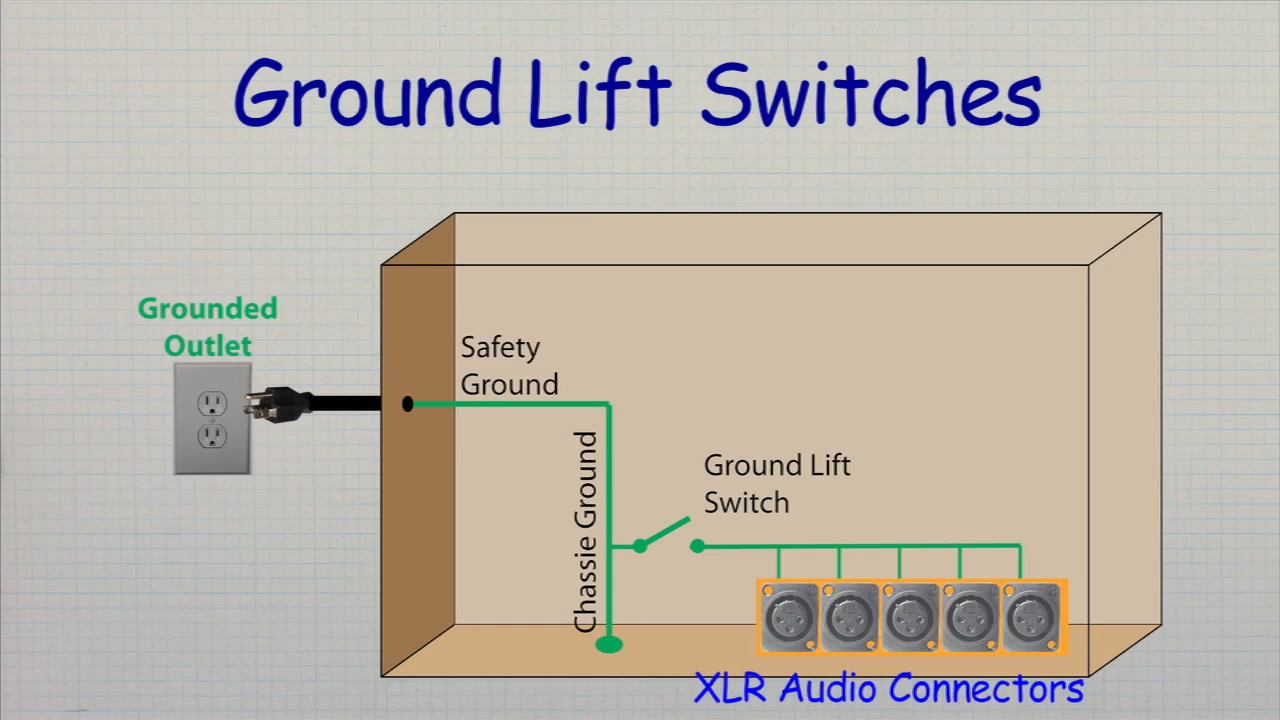 Ground Lift Switches
Grounded
Outlet
Safety
Ground
Chassie Ground
Ground Lift
Switch
XLR Audio Connectors